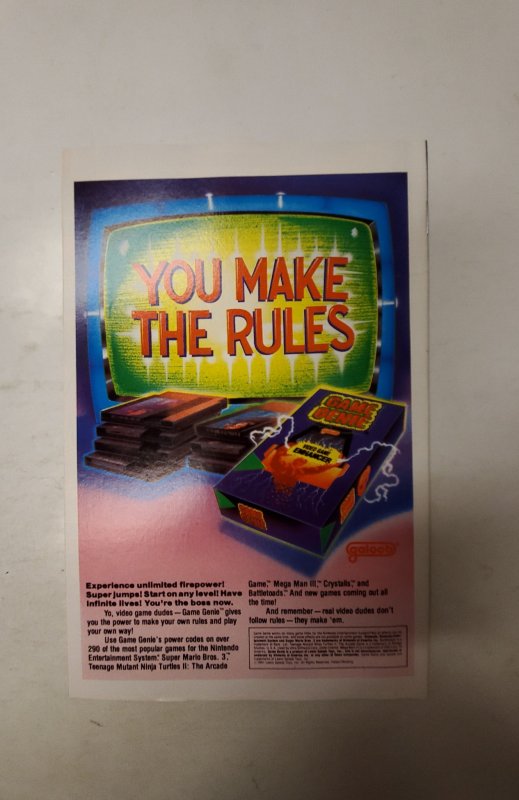 YOU MAKE
THE RULES
GAME
GENIE
VIDEO GAME
ENHANCER
GAME
GENIE
galoob
Experience unlimited firepower!
Super jumps! Start on any level! Have
infinite lives! You're the boss now.
Yo, video game dudes — Game Genie™ gives
you the power to make your own rules and play
your own way!
Use Game Genie's power codes on over
290 of the most popular games for the Nintendo
Entertainment System.® Super Mario Bros. 3,™
Teenage Mutant Ninja Turtles II: The Arcade
Game,™ Mega Man III,™ Crystalis,™ and
Battletoads.™ And new games coming out all
the time!
And remember — real video dudes don't
follow rules — they make 'em.